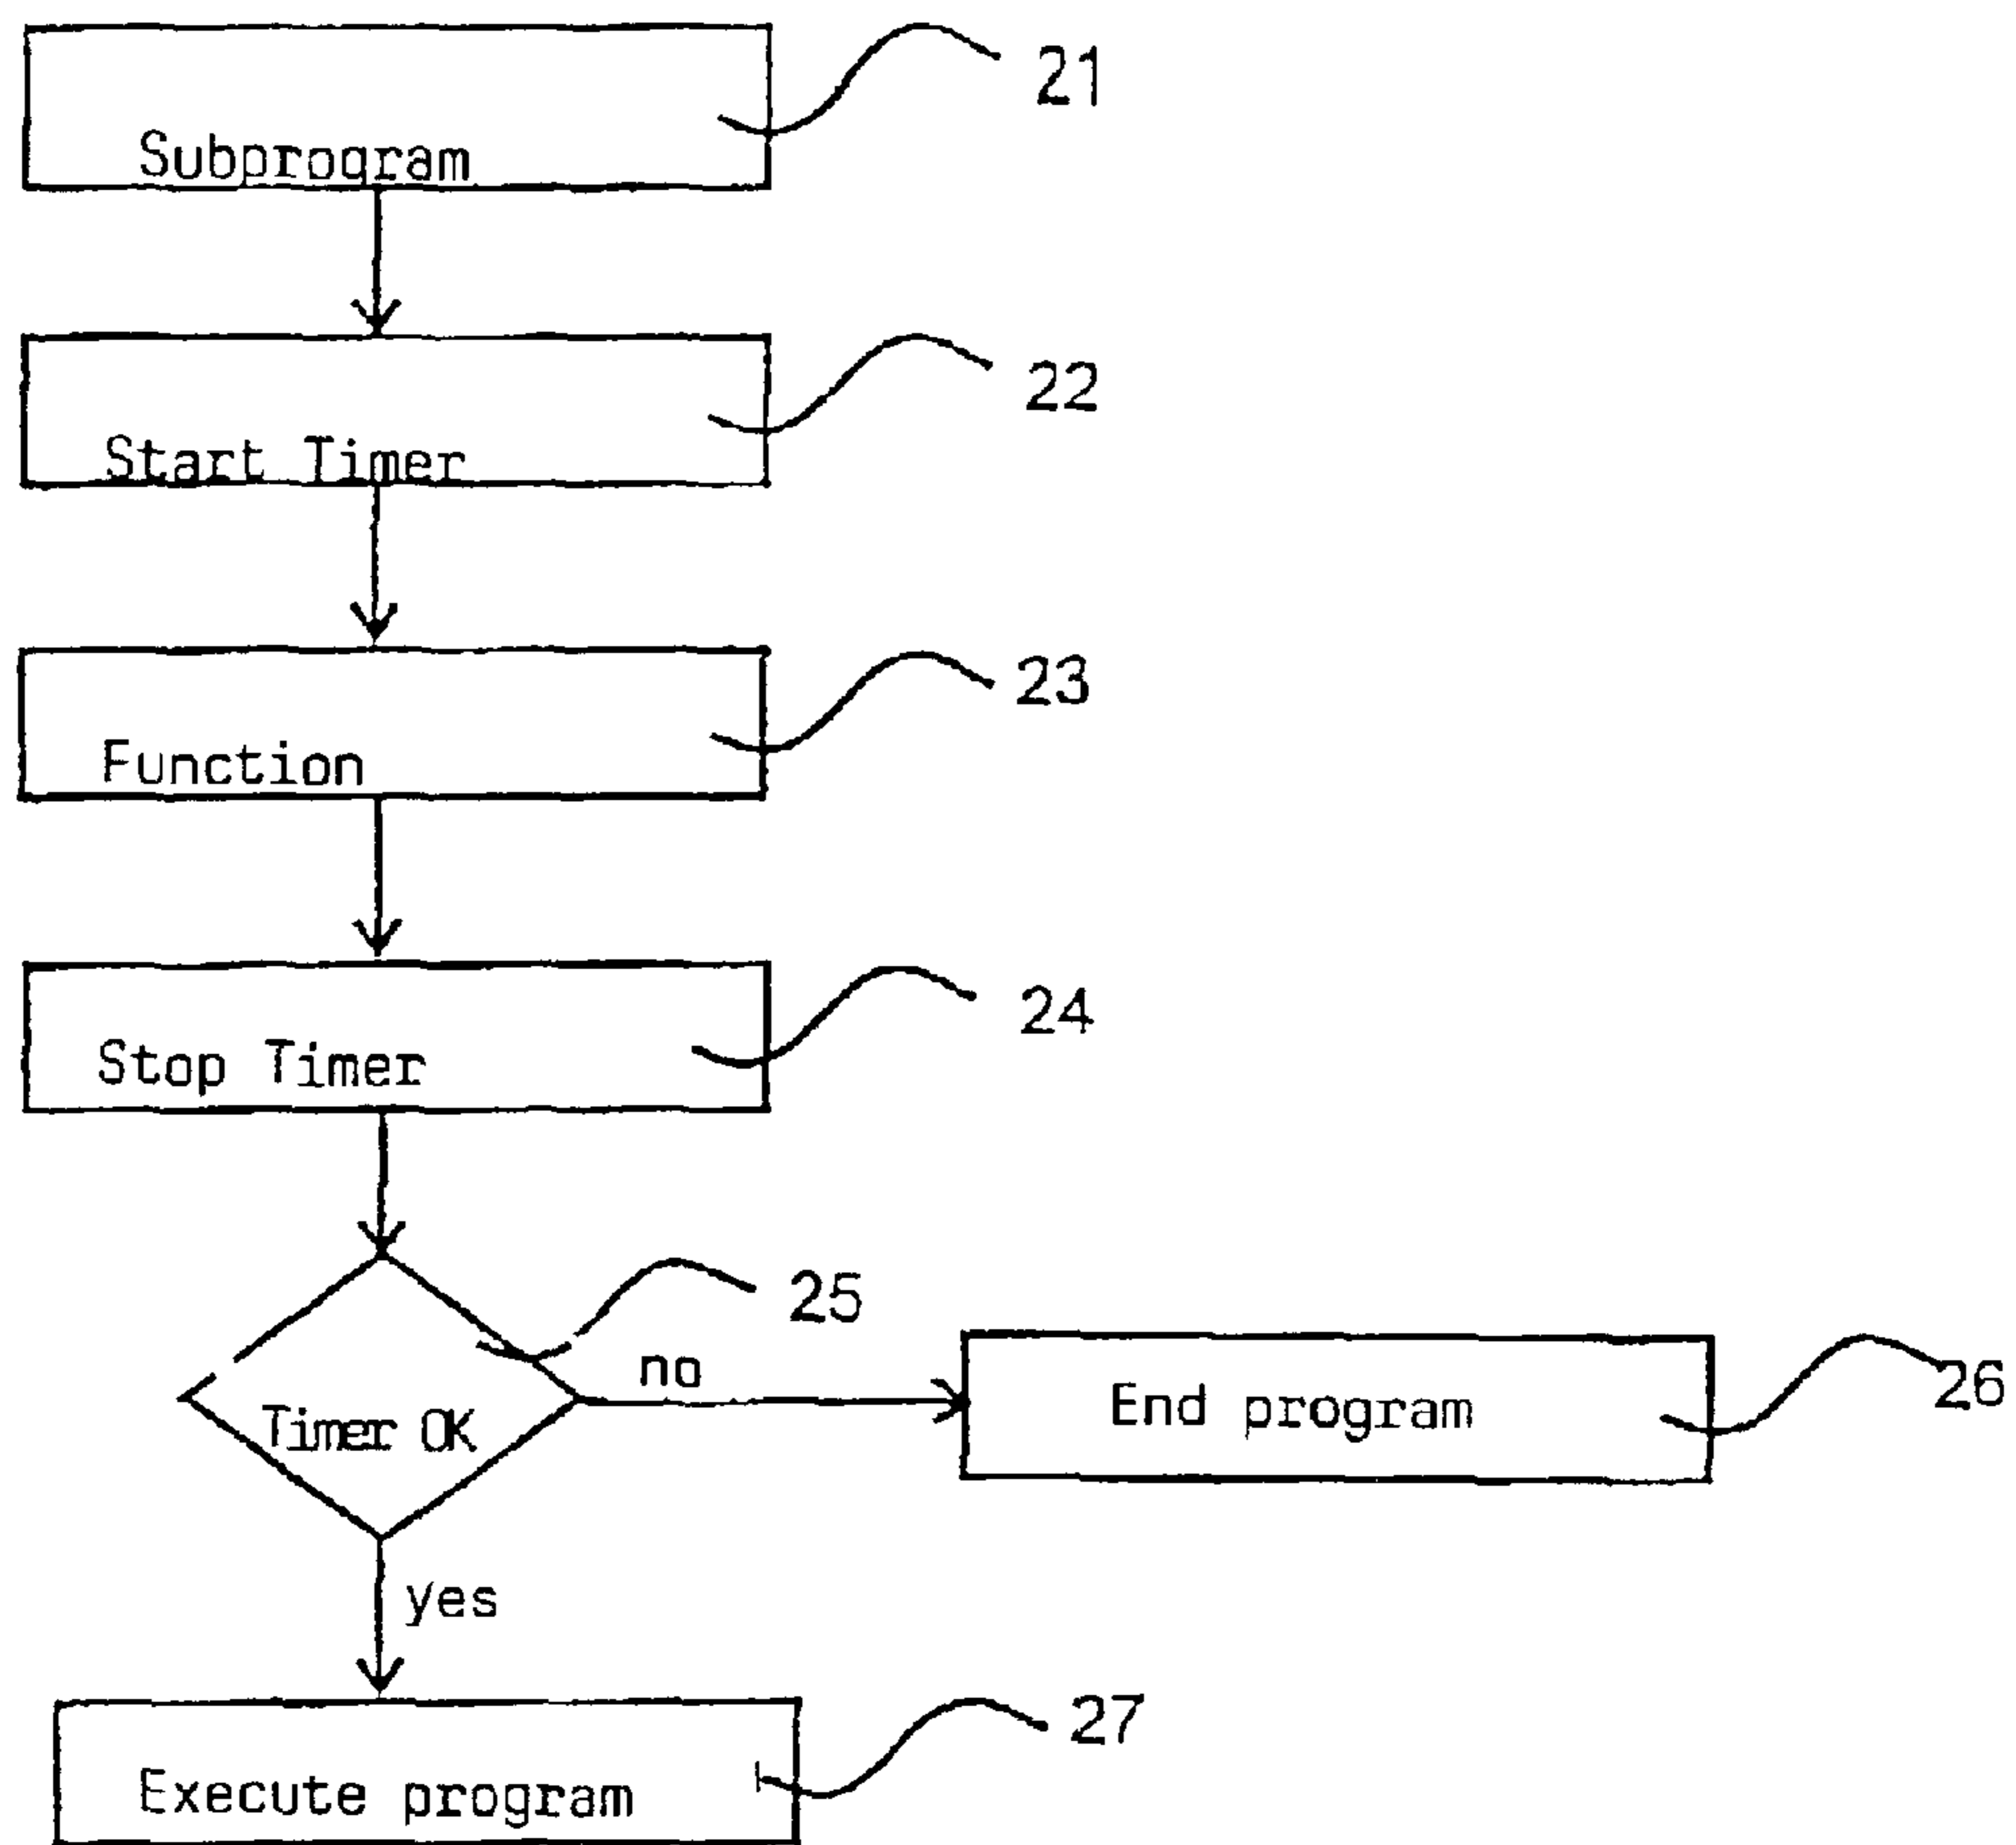 21
Subprogram
22
Start Timer
23
Function
24
Stop Timer
25
no
End program
26
Timer OK
yes
27
Execute program